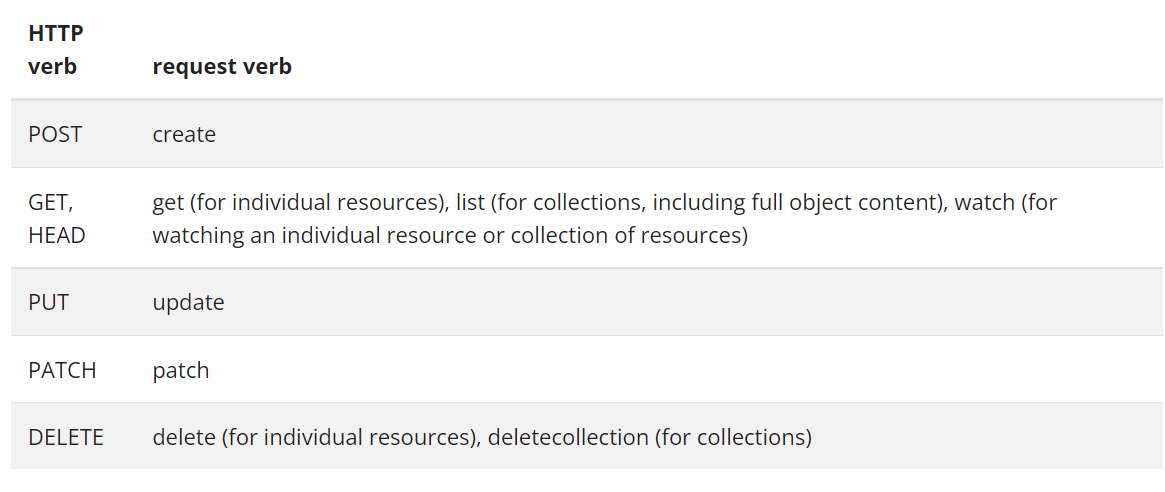 HTTP
verb request verb
POST create
GET, get (for individual resources), list (for collections, including full object content), watch (for
HEAD watching an individual resource or collection of resources)
PUT update
PATCH patch
DELETE delete (for individual resources), deletecollection (for collections)